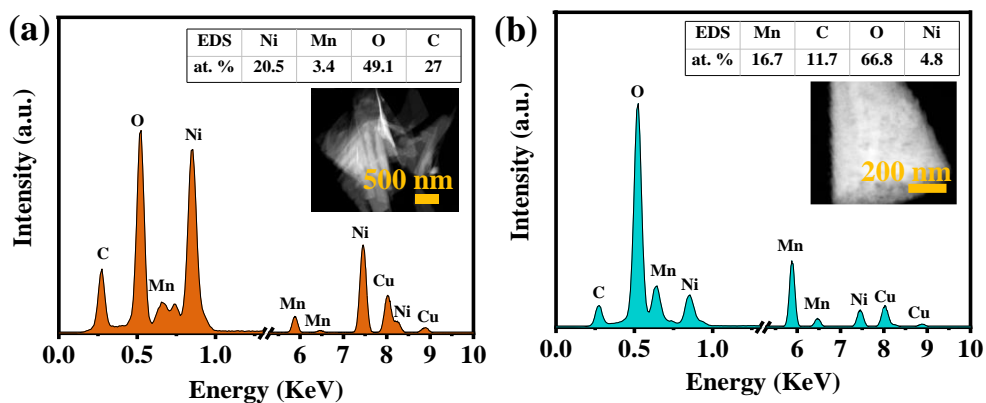 (a)
EDS Ni Mn O C
at. % 20.5 3.4 49.1 27
O
Ni
C
Mn
Mn
Mn
Ni
Cu
Ni
Cu
500 nm
Intensity (a.u.)
0.0 0.5 1.0 6 7 8 9 10
Energy (KeV)
(b)
EDS Mn C O Ni
at. % 16.7 11.7 66.8 4.8
O
C
Mn
Ni
Mn
Mn
Ni
Cu
Cu
200 nm
Intensity (a.u.)
0.0 0.5 1.0 6 7 8 9 10
Energy (KeV)